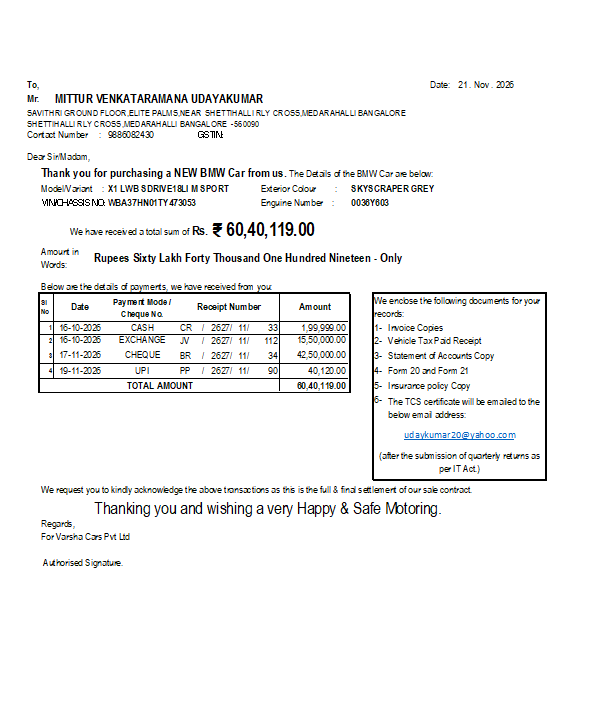 To,
Date: 21. Nov. 2026
Mr. MITTUR VENKATARAMANA UDAYAKUMAR
SAVITHRI GROUND FLOOR,ELITE PALMS,NEAR SHETTIHALLI RLY CROSS,MEDARAHALLI BANGALORE
SHETTIHALLI RLY CROSS,MEDARAHALLI BANGALORE -560090
Contact Number : 9886082430 GSTIN:
Dear Sir/Madam,
Thank you for purchasing a NEW BMW Car from us. The Details of the BMW Car are below:
Model/Variant : X1 LWB SDRIVE18LI M SPORT Exterior Colour : SKYSCRAPER GREY
VIN/CHASSIS NO: WBA37HN01TY473053 Enguine Number : 0036Y603
We have received a total sum of Rs. ₹ 60,40,119.00
Amount in Words: Rupees Sixty Lakh Forty Thousand One Hundred Nineteen - Only
Below are the details of payments, we have received from you:
Sl No Date Payment Mode / Cheque No. Receipt Number Amount
1 16-10-2026 CASH CR / 2627/ 11/ 33 1,99,999.00
2 16-10-2026 EXCHANGE JV / 2627/ 11/ 112 15,50,000.00
3 17-11-2026 CHEQUE BR / 2627/ 11/ 34 42,50,000.00
4 19-11-2026 UPI PP / 2627/ 11/ 90 40,120.00
TOTAL AMOUNT 60,40,119.00
We enclose the following documents for your
records:
1- Invoice Copies
2- Vehicle Tax Paid Receipt
3- Statement of Accounts Copy
4- Form 20 and Form 21
5- Insurance policy Copy
6- The TCS certificate will be emailed to the
below email address:
udaykumar20@yahoo.com
(after the submission of quarterly returns as
per IT Act.)
We request you to kindly acknowledge the above transactions as this is the full & final settlement of our sale contract.
Thanking you and wishing a very Happy & Safe Motoring.
Regards,
For Varsha Cars Pvt Ltd
Authorised Signature.